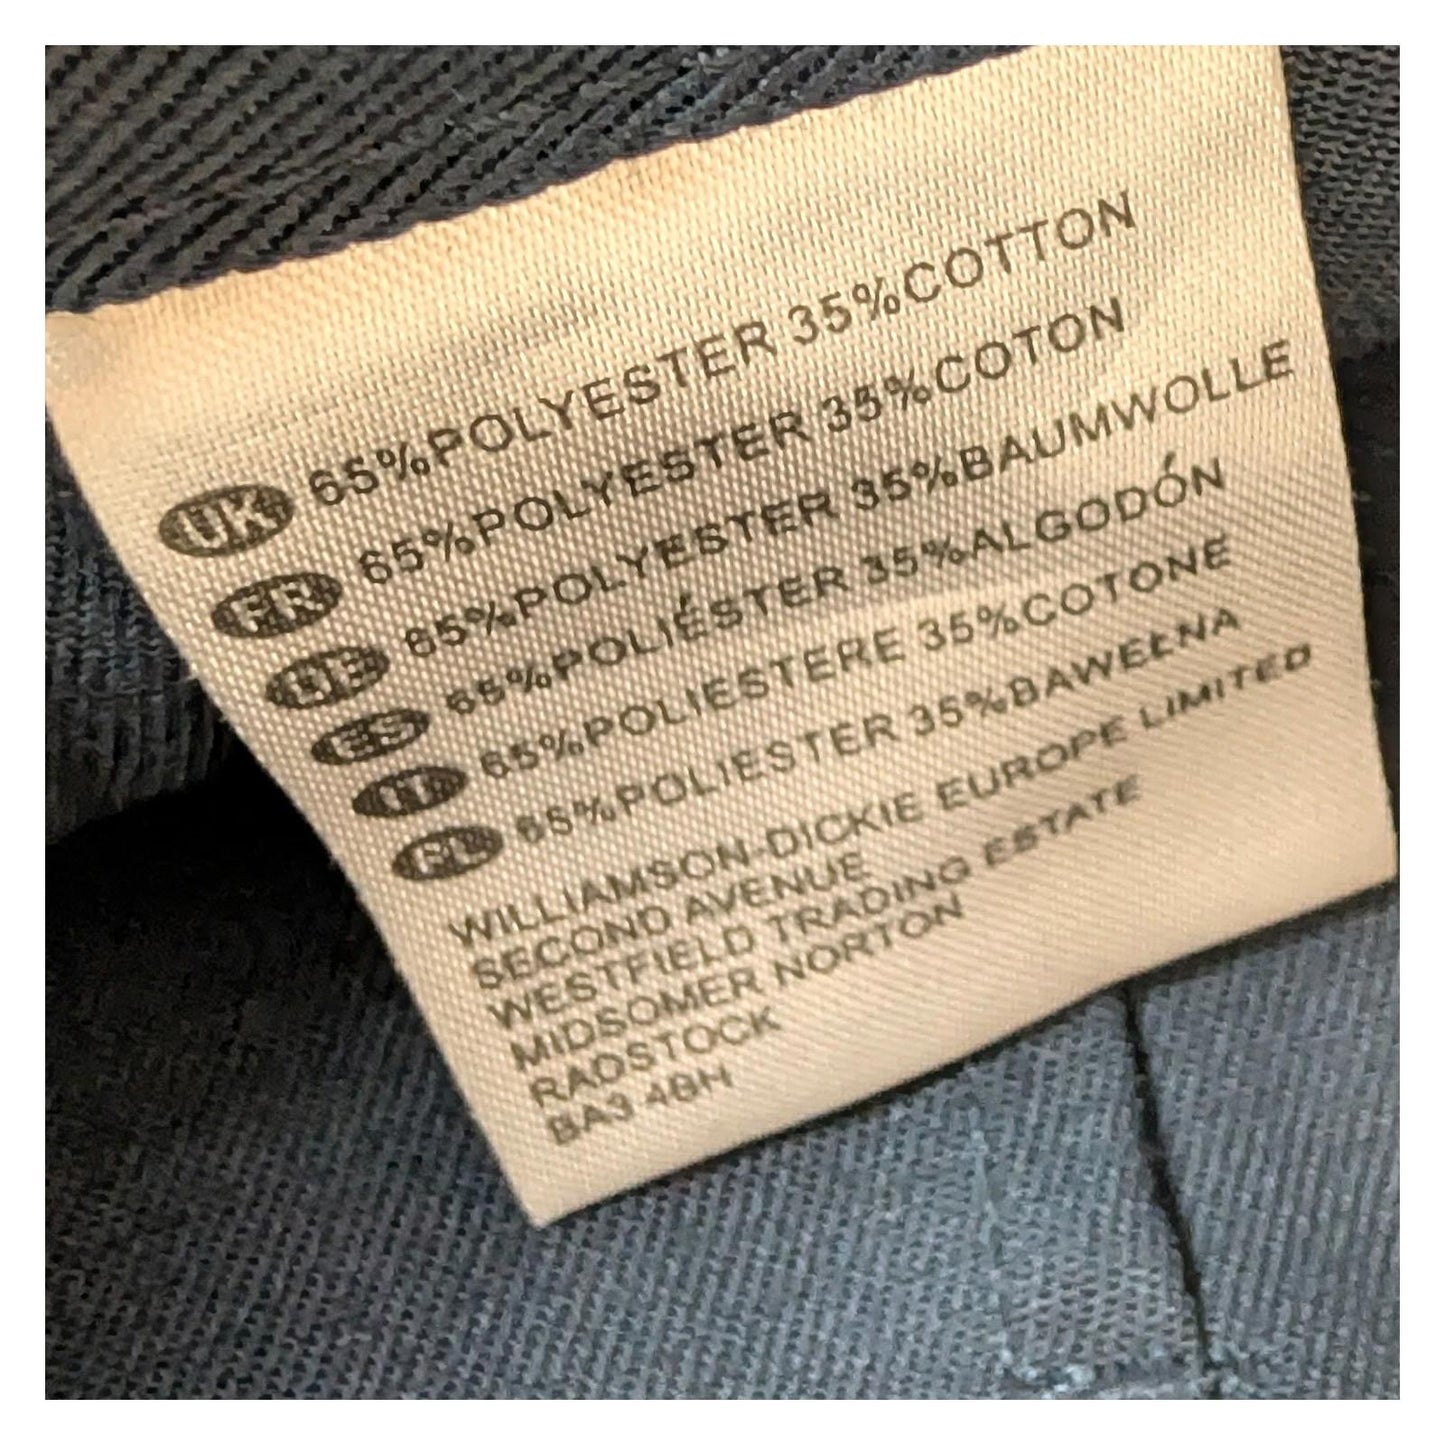 UK 65%POLYESTER 35%COTTON
FR 65%POLYESTER 35%COTON
DE 65%POLYESTER 35%BAUMWOLLE
ES 65%POLIÉSTER 35%ALGODÓN
IT 65%POLIESTERE 35%COTONE
PL 65%POLIESTER 35%BAWEŁNA
WILLIAMSON-DICKIE EUROPE LIMITED
SECOND AVENUE
WESTFIELD TRADING ESTATE
MIDSOMER NORTON
RADSTOCK
BA3 4BH